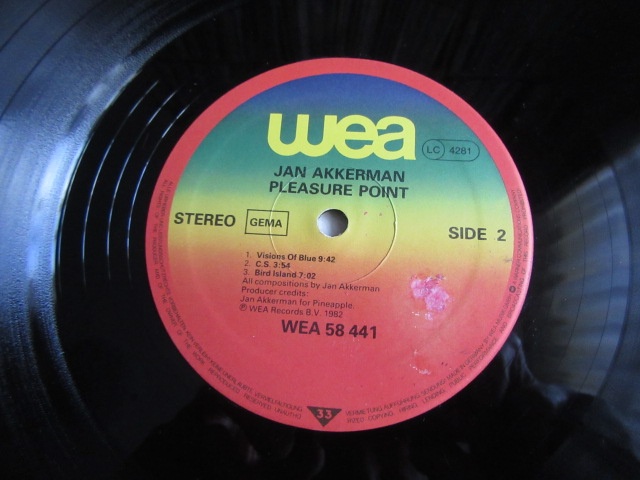 wea
LC 4281
JAN AKKERMAN
PLEASURE POINT
STEREO GEMA SIDE 2
1. Visions Of Blue 9:42
2. C.S. 3:54
3. Bird Island 7:02
All compositions by Jan Akkerman
Producer credits:
Jan Akkerman for Pineapple.
℗ WEA Records B.V. 1982
WEA 58 441
33